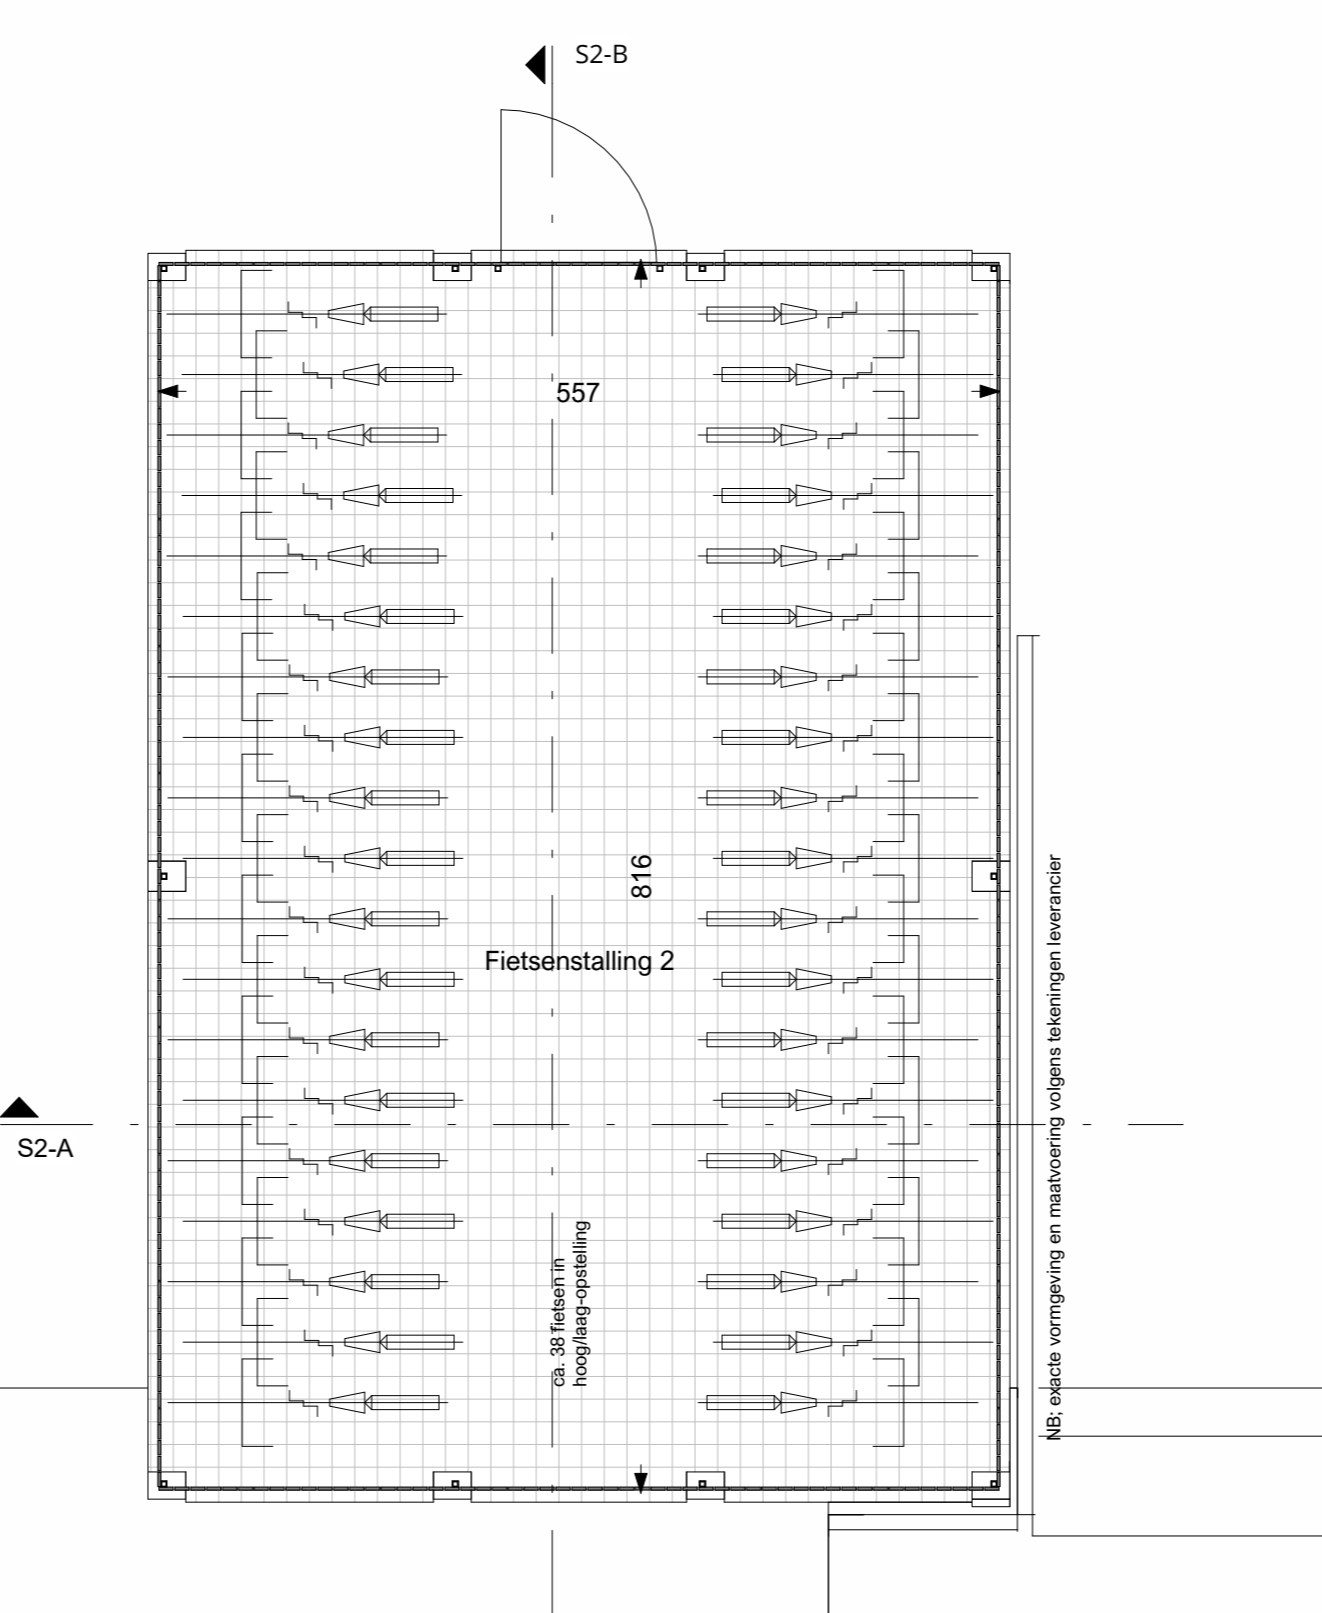 S2-B
557
816
Fietsenstalling 2
S2-A
ca. 38 fietsen in
hoog/laag-opstelling
NB; exacte vormgeving en maatvoering volgens tekeningen leverancier